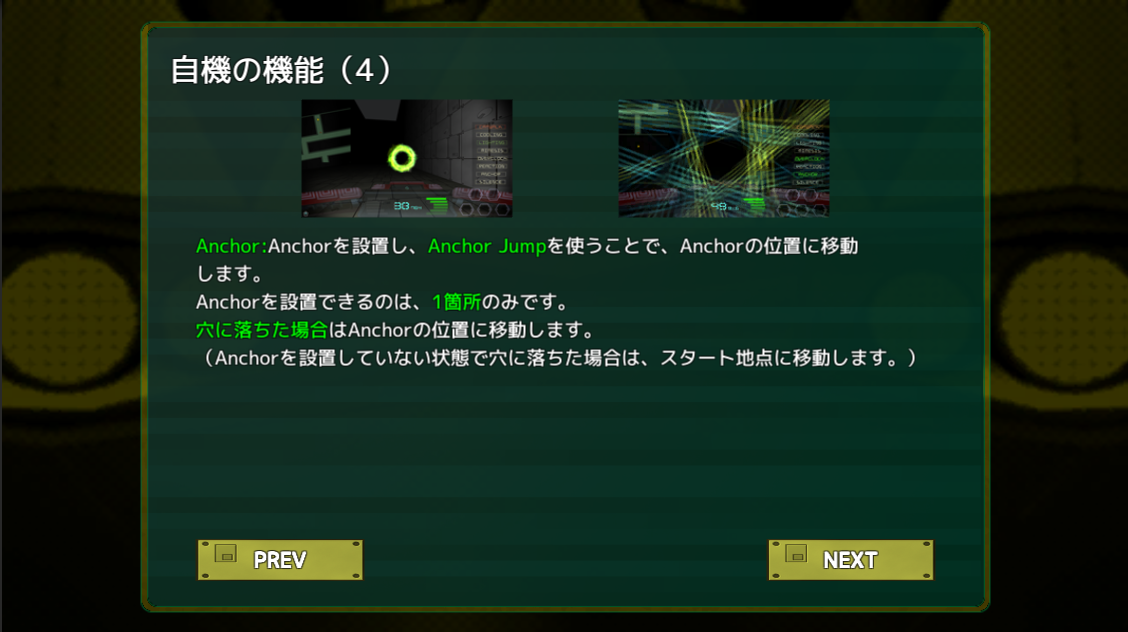 自機の機能（4）
Anchor:Anchorを設置し、Anchor Jumpを使うことで、Anchorの位置に移動
します。
Anchorを設置できるのは、1箇所のみです。
穴に落ちた場合はAnchorの位置に移動します。
（Anchorを設置していない状態で穴に落ちた場合は、スタート地点に移動します。）
PREV
NEXT